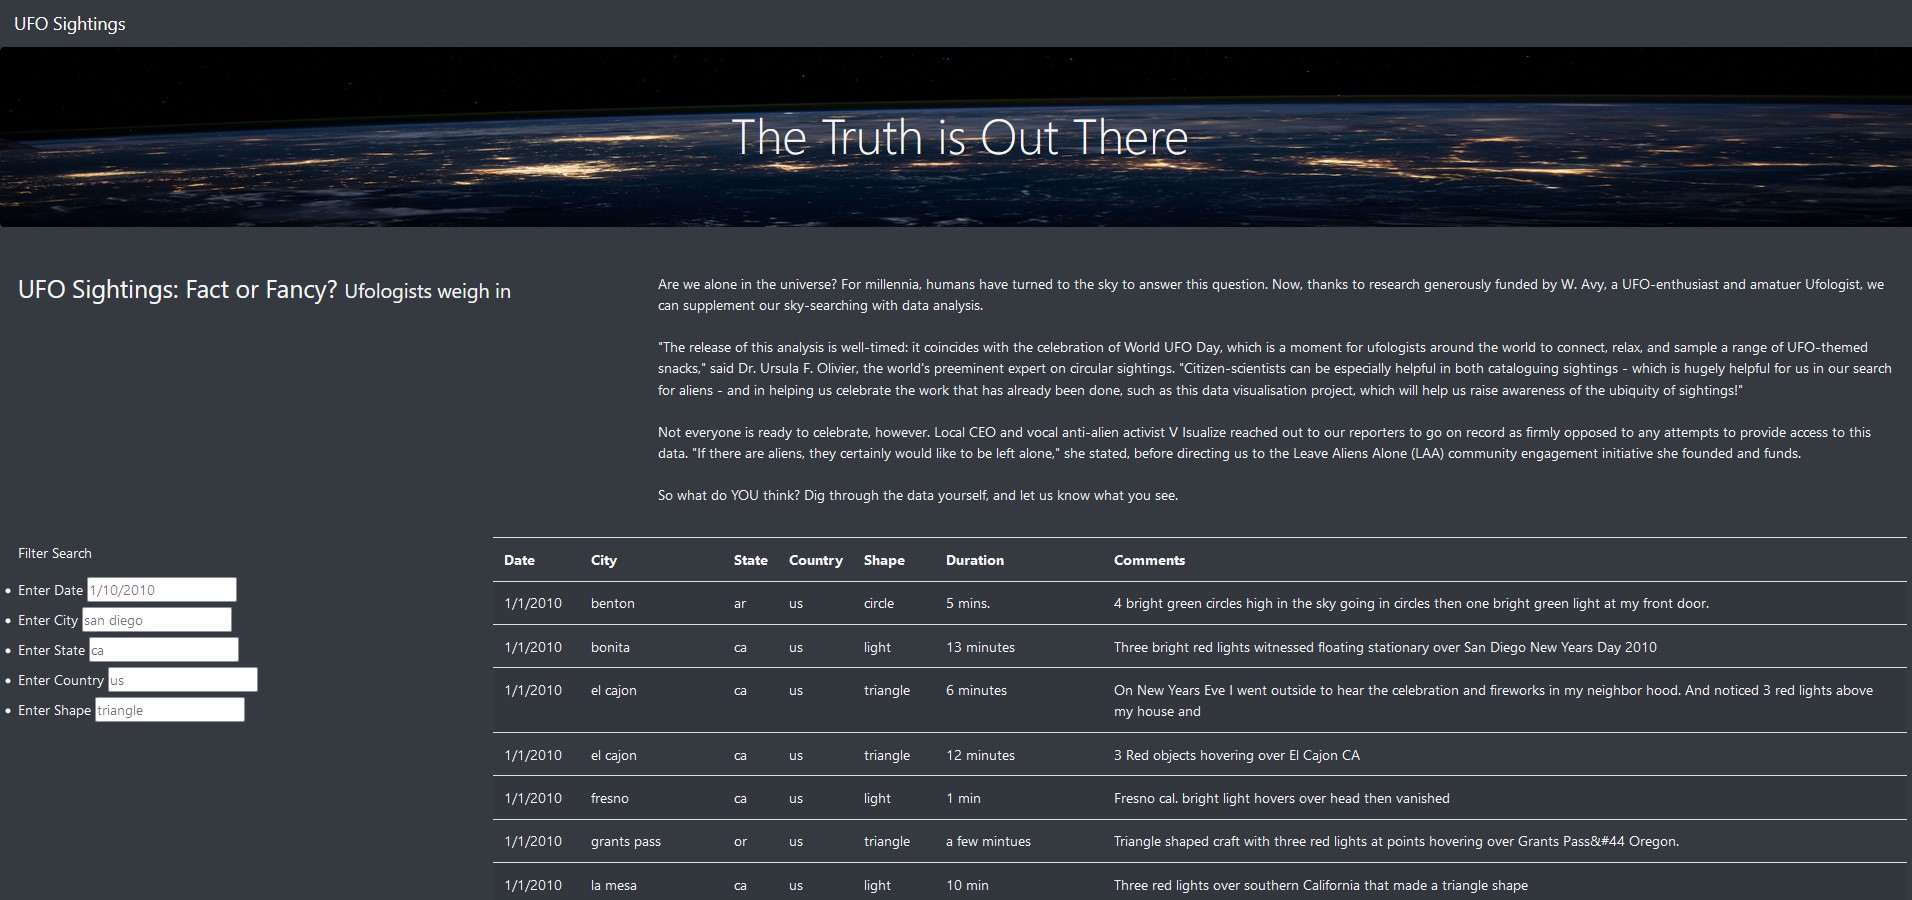 UFO Sightings
The Truth is Out There
UFO Sightings: Fact or Fancy? Ufologists weigh in
Are we alone in the universe? For millennia, humans have turned to the sky to answer this question. Now, thanks to research generously funded by W. Avy, a UFO-enthusiast and amatuer Ufologist, we
can supplement our sky-searching with data analysis.
"The release of this analysis is well-timed: it coincides with the celebration of World UFO Day, which is a moment for ufologists around the world to connect, relax, and sample a range of UFO-themed
snacks," said Dr. Ursula F. Olivier, the world's preeminent expert on circular sightings. "Citizen-scientists can be especially helpful in both cataloguing sightings - which is hugely helpful for us in our search
for aliens - and in helping us celebrate the work that has already been done, such as this data visualisation project, which will help us raise awareness of the ubiquity of sightings!"
Not everyone is ready to celebrate, however. Local CEO and vocal anti-alien activist V Isualize reached out to our reporters to go on record as firmly opposed to any attempts to provide access to this
data. "If there are aliens, they certainly would like to be left alone," she stated, before directing us to the Leave Aliens Alone (LAA) community engagement initiative she founded and funds.
So what do YOU think? Dig through the data yourself, and let us know what you see.
Filter Search
Enter Date 1/10/2010
Enter City san diego
Enter State ca
Enter Country us
Enter Shape triangle
Date City State Country Shape Duration Comments
1/1/2010 benton ar us circle 5 mins. 4 bright green circles high in the sky going in circles then one bright green light at my front door.
1/1/2010 bonita ca us light 13 minutes Three bright red lights witnessed floating stationary over San Diego New Years Day 2010
1/1/2010 el cajon ca us triangle 6 minutes On New Years Eve I went outside to hear the celebration and fireworks in my neighbor hood. And noticed 3 red lights above
my house and
1/1/2010 el cajon ca us triangle 12 minutes 3 Red objects hovering over El Cajon CA
1/1/2010 fresno ca us light 1 min Fresno cal. bright light hovers over head then vanished
1/1/2010 grants pass or us triangle a few mintues Triangle shaped craft with three red lights at points hovering over Grants Pass&#44 Oregon.
1/1/2010 la mesa ca us light 10 min Three red lights over southern California that made a triangle shape